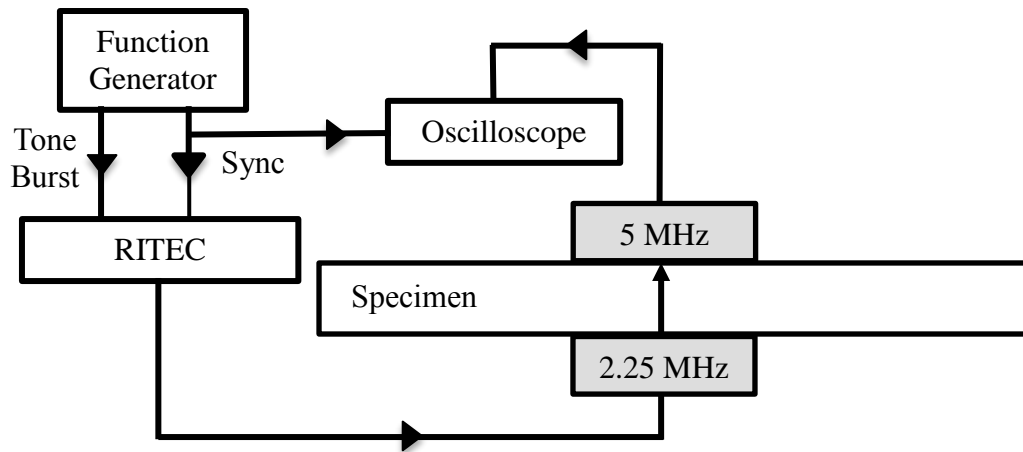 Function
Generator
Tone
Burst
Sync
Oscilloscope
RITEC
5 MHz
Specimen
2.25 MHz